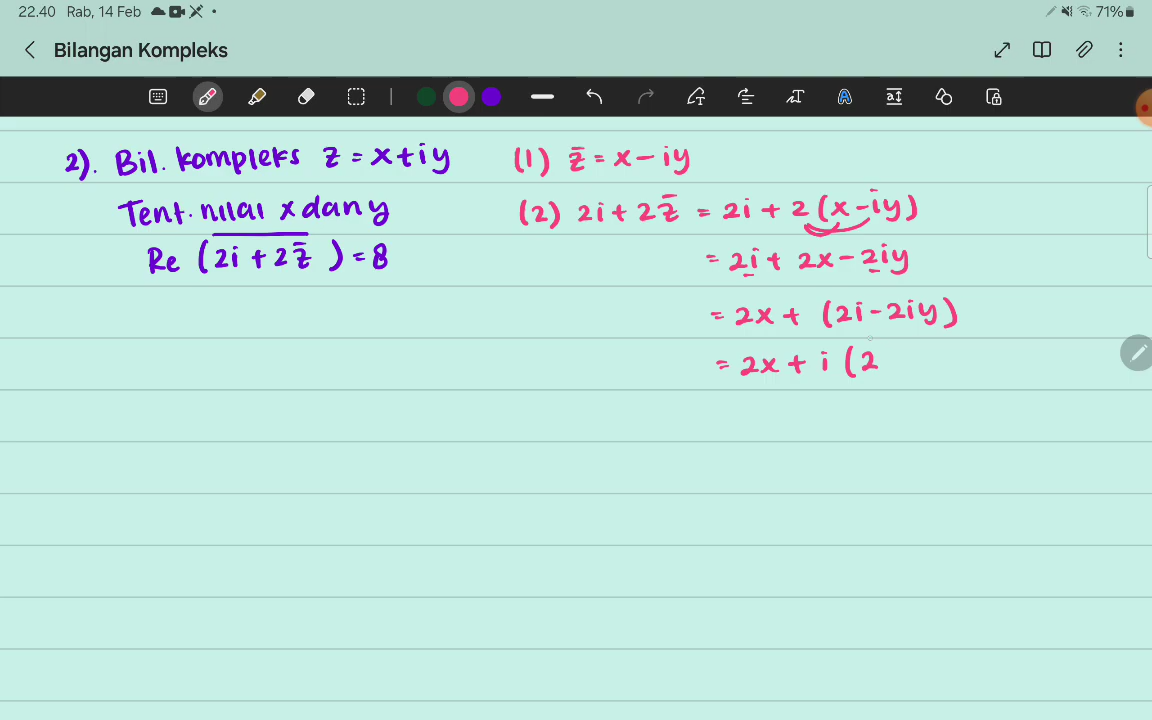 22.40 Rab, 14 Feb
71%
Bilangan Kompleks
2). Bil. kompleks z = x + iy
Tent. nilai x dan y
Re (2i + 2z̄) = 8
(1) z̄ = x - iy
(2) 2i + 2z̄ = 2i + 2(x - iy)
= 2i + 2x - 2iy
= 2x + (2i - 2iy)
= 2x + i (2